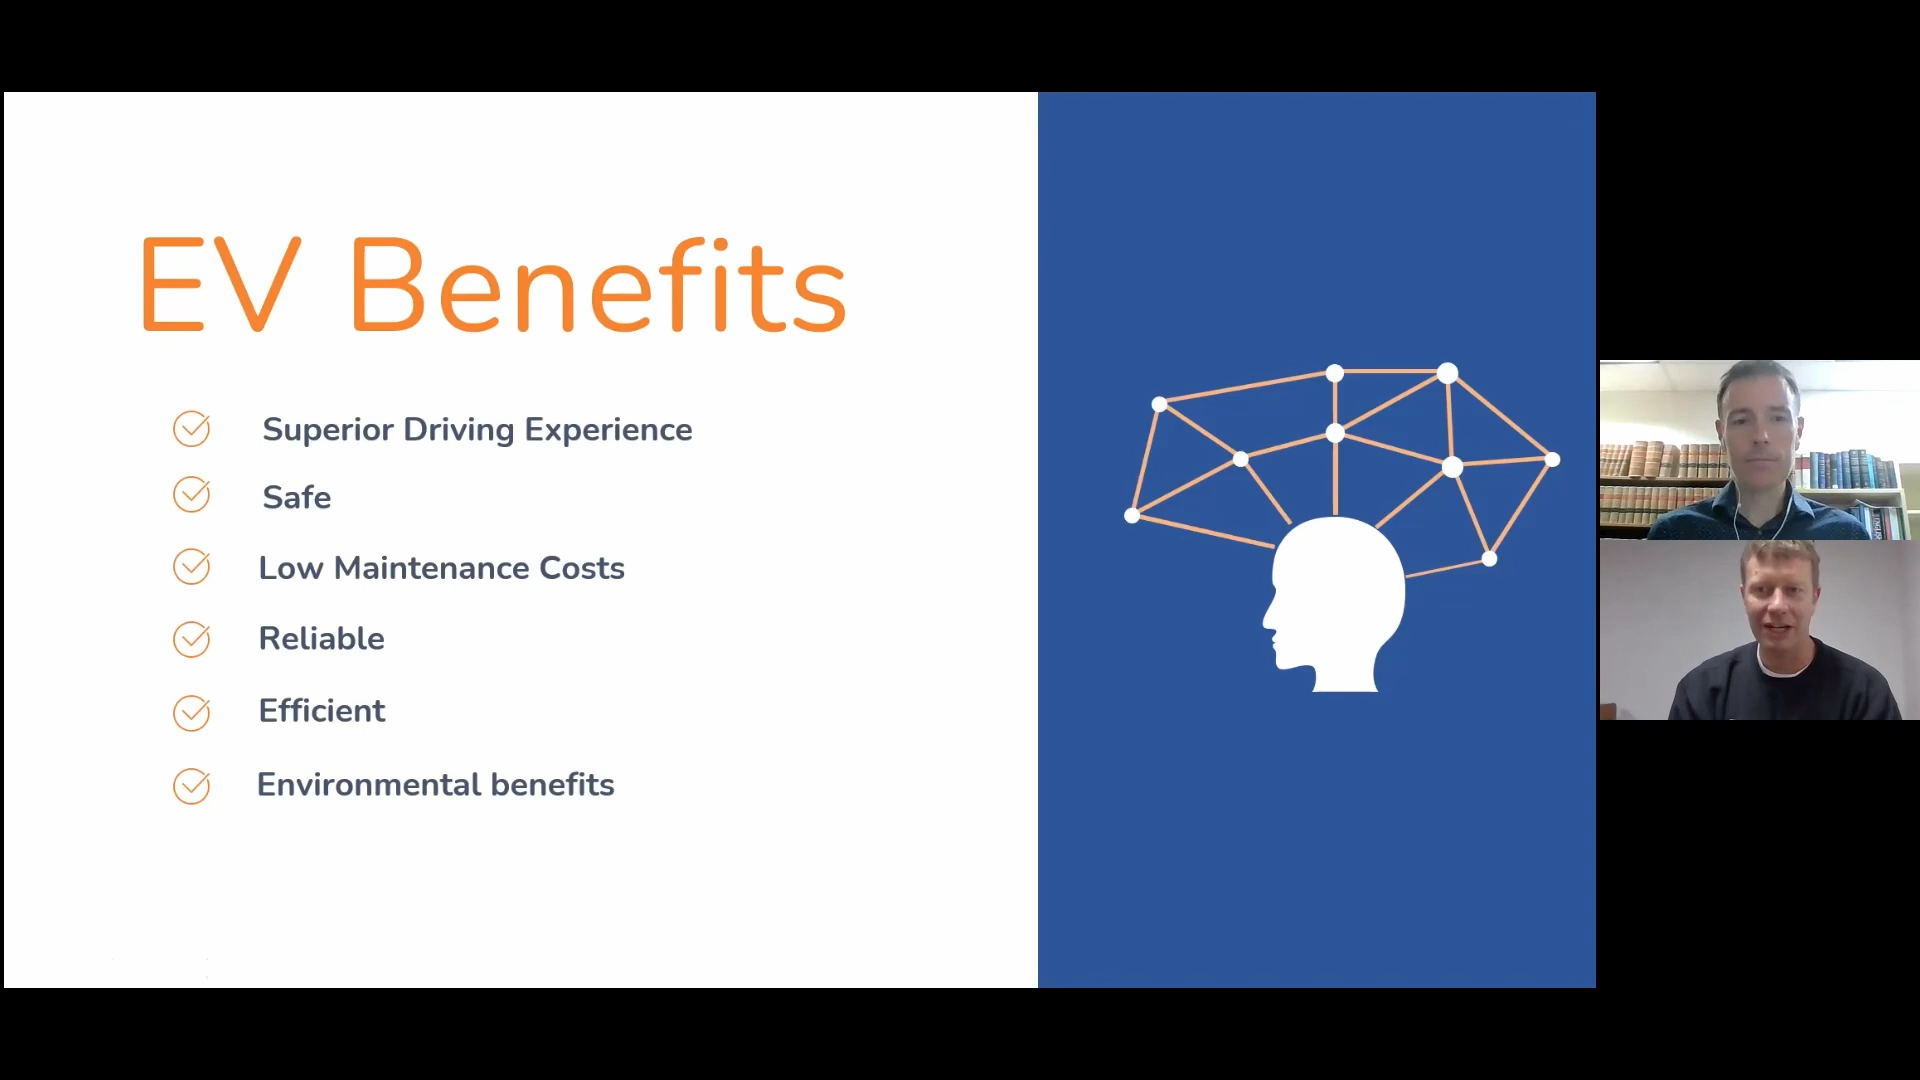 EV Benefits
Superior Driving Experience
Safe
Low Maintenance Costs
Reliable
Efficient
Environmental benefits